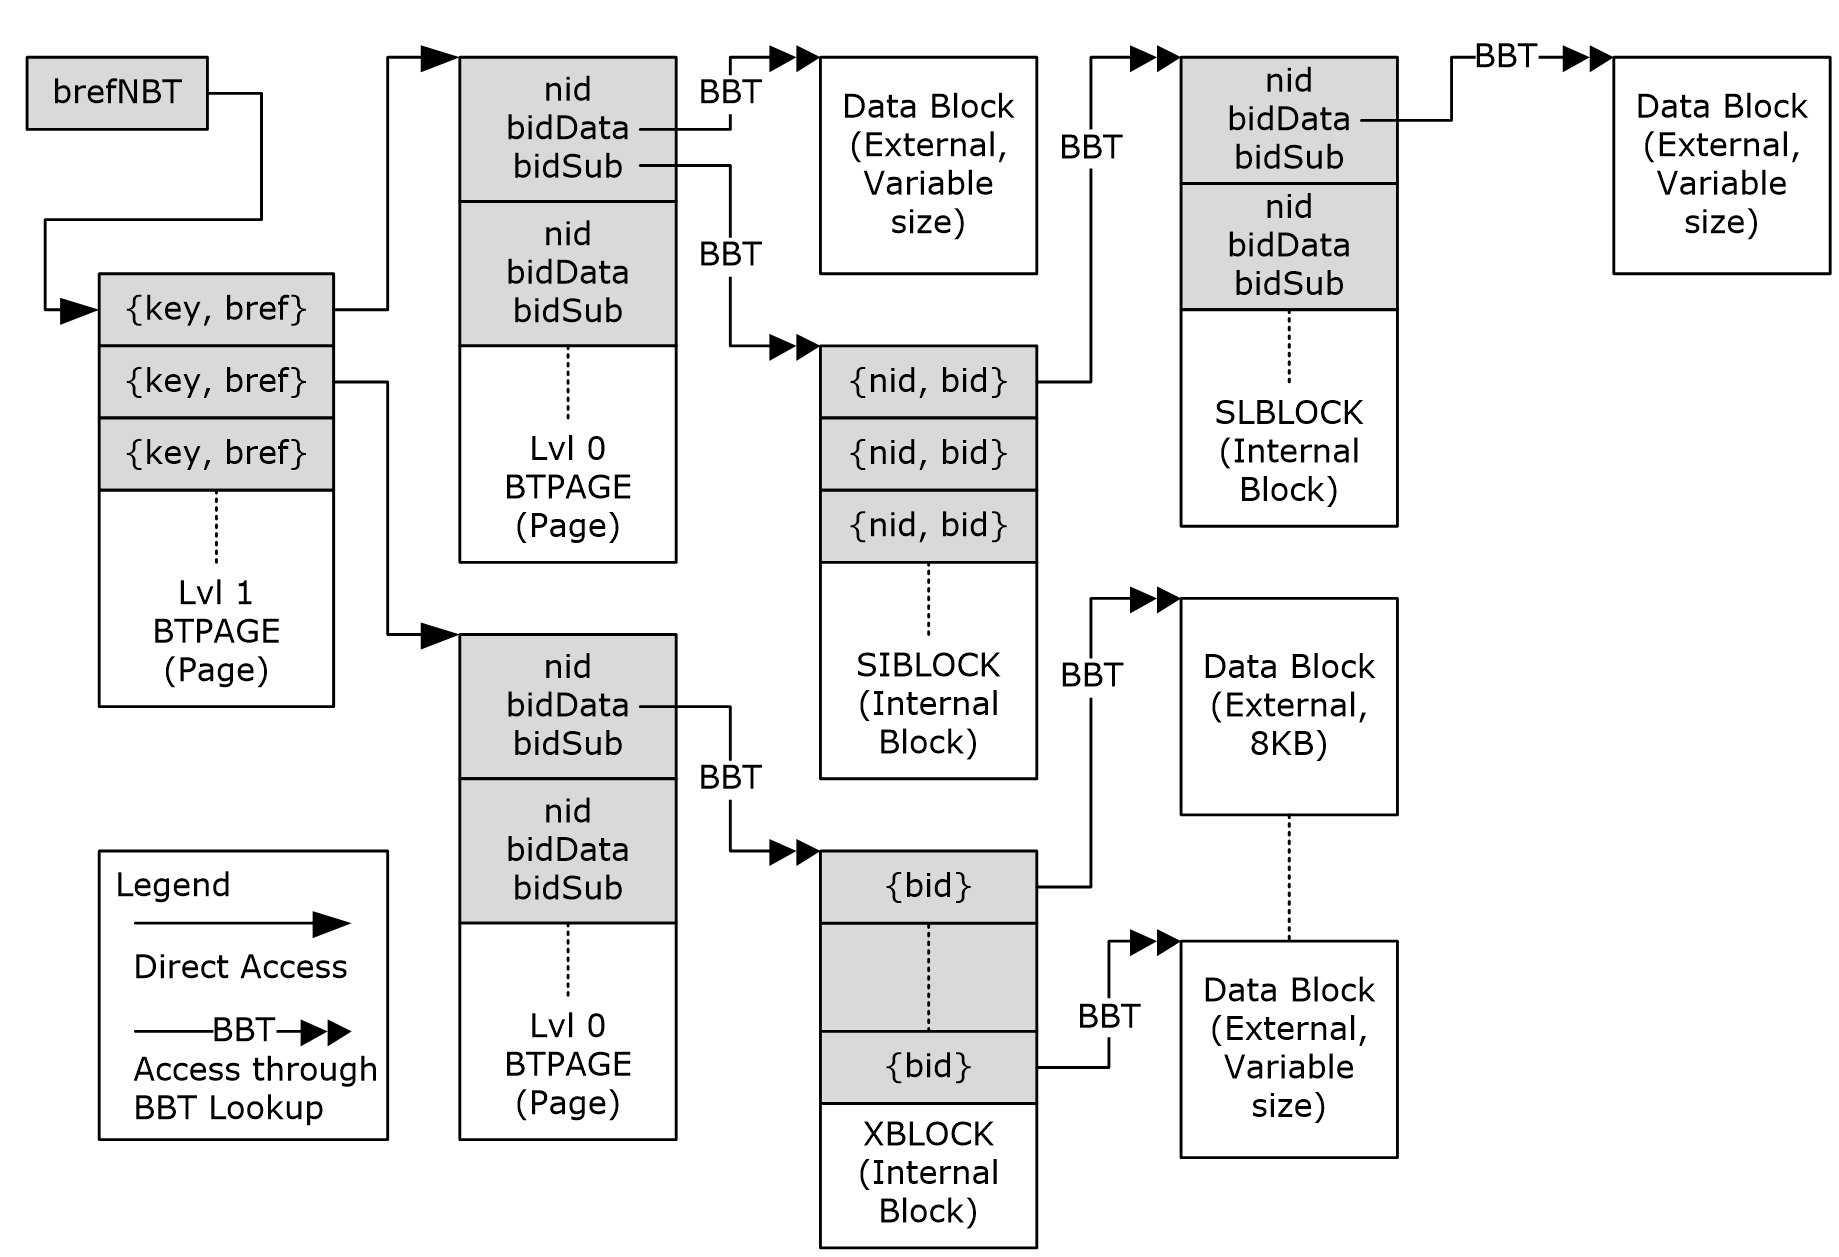 brefNBT
{key, bref}
{key, bref}
{key, bref}
Lvl 1
BTPAGE
(Page)
nid
bidData
bidSub
nid
bidData
bidSub
Lvl 0
BTPAGE
(Page)
BBT
BBT
Data Block
(External,
Variable
size)
{nid, bid}
{nid, bid}
{nid, bid}
SIBLOCK
(Internal
Block)
BBT
nid
bidData
bidSub
nid
bidData
bidSub
SLBLOCK
(Internal
Block)
BBT
Data Block
(External,
Variable
size)
nid
bidData
bidSub
nid
bidData
bidSub
Lvl 0
BTPAGE
(Page)
BBT
{bid}
{bid}
XBLOCK
(Internal
Block)
BBT
Data Block
(External,
8KB)
BBT
Data Block
(External,
Variable
size)
Legend
Direct Access
BBT
Access through
BBT Lookup